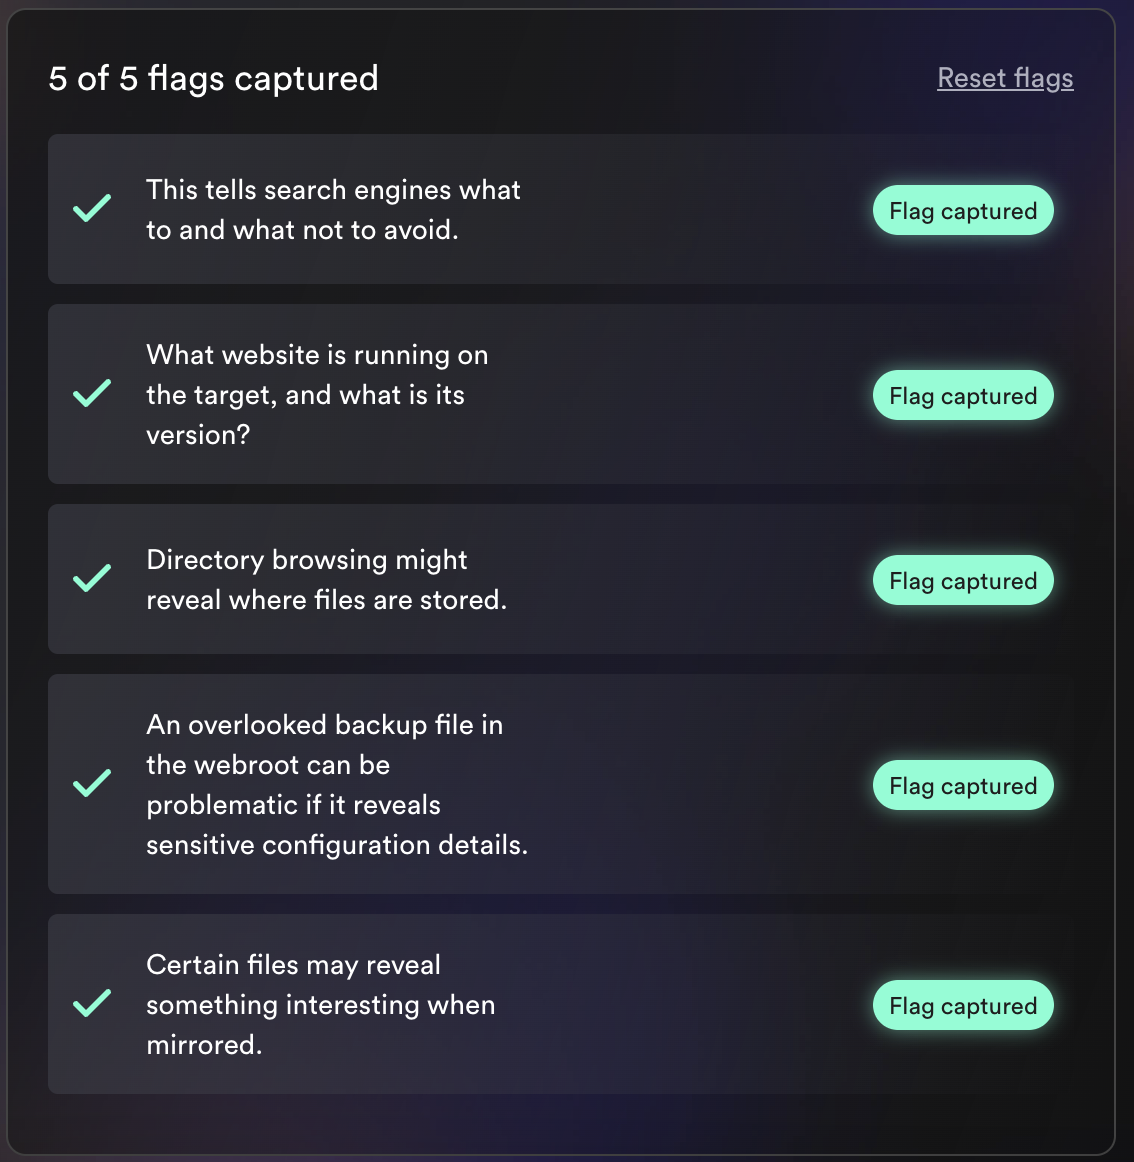 5 of 5 flags captured
Reset flags
This tells search engines what
to and what not to avoid.
Flag captured
What website is running on
the target, and what is its
version?
Flag captured
Directory browsing might
reveal where files are stored.
Flag captured
An overlooked backup file in
the webroot can be
problematic if it reveals
sensitive configuration details.
Flag captured
Certain files may reveal
something interesting when
mirrored.
Flag captured